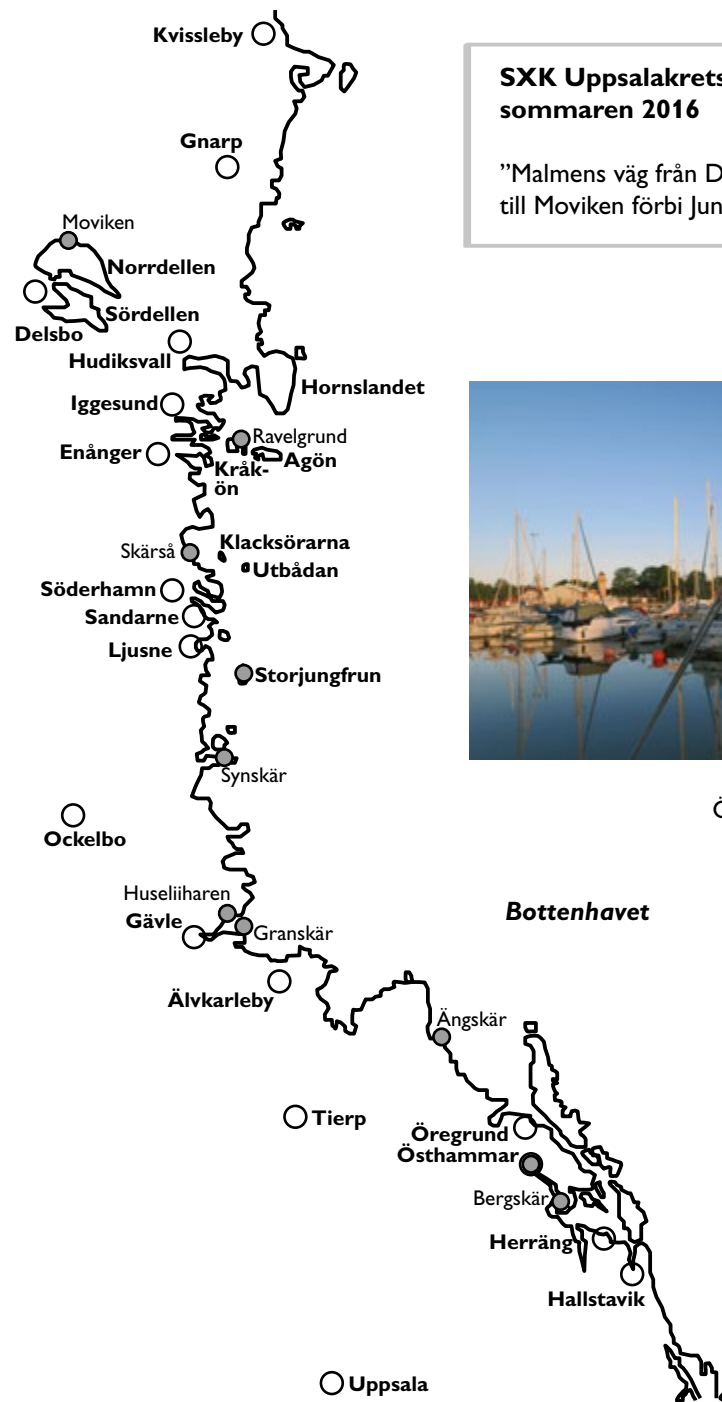 Kvissleby
SXK Uppsalakrets
sommaren 2016
”Malmens väg från
till Moviken förbi
Gnarp
Moviken
Norrdellen
Sördellen
Delsbo
Hudiksvall
Hornslandet
Iggesund
Ravelgrund
Enånger
Agön
Kråk-
ön
Skärså
Klacksörarna
Utbådan
Söderhamn
Sandarne
Ljusne
Storjungfrun
Synskär
Ockelbo
Huseliiharen
Bottenhavet
Gävle
Granskär
Älvkarleby
Ängskär
Tierp
Öregrund
Östhammar
Bergskär
Herräng
Hallstavik
Uppsala